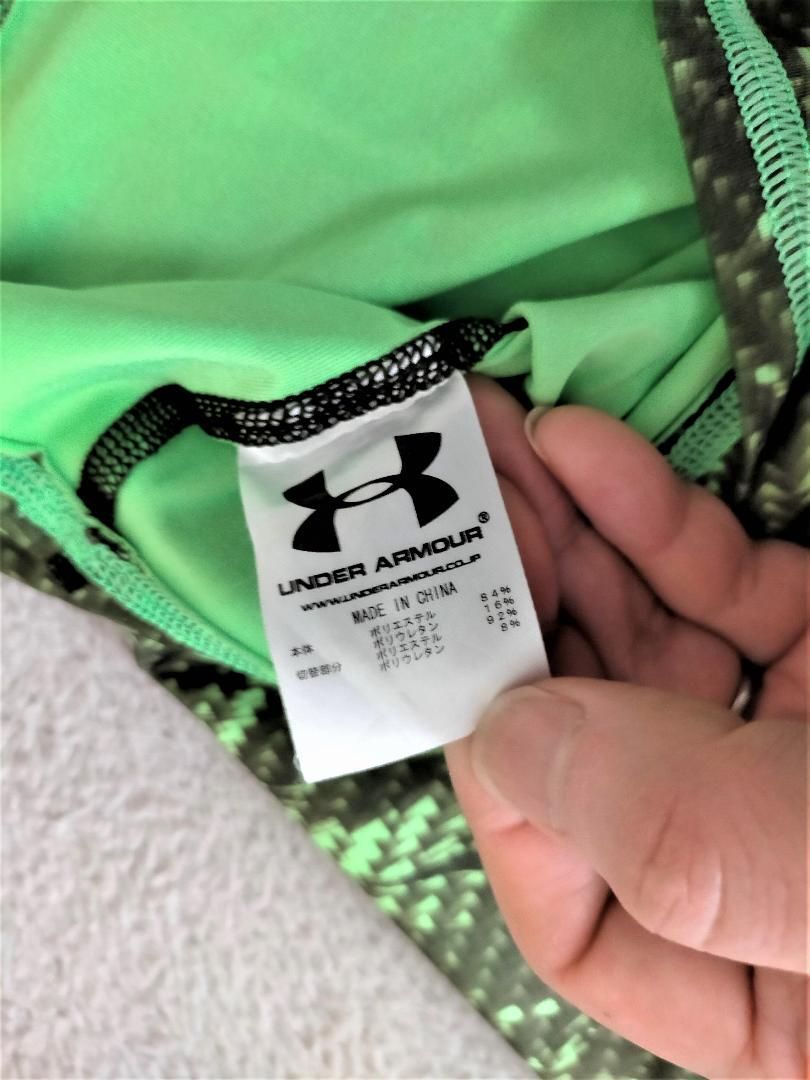 UNDER ARMOUR®
WWW.UNDERARMOUR.CO.JP
MADE IN CHINA
本体 ポリエステル 84%
ポリウレタン 16%
切替部分 ポリエステル 92%
ポリウレタン 8%